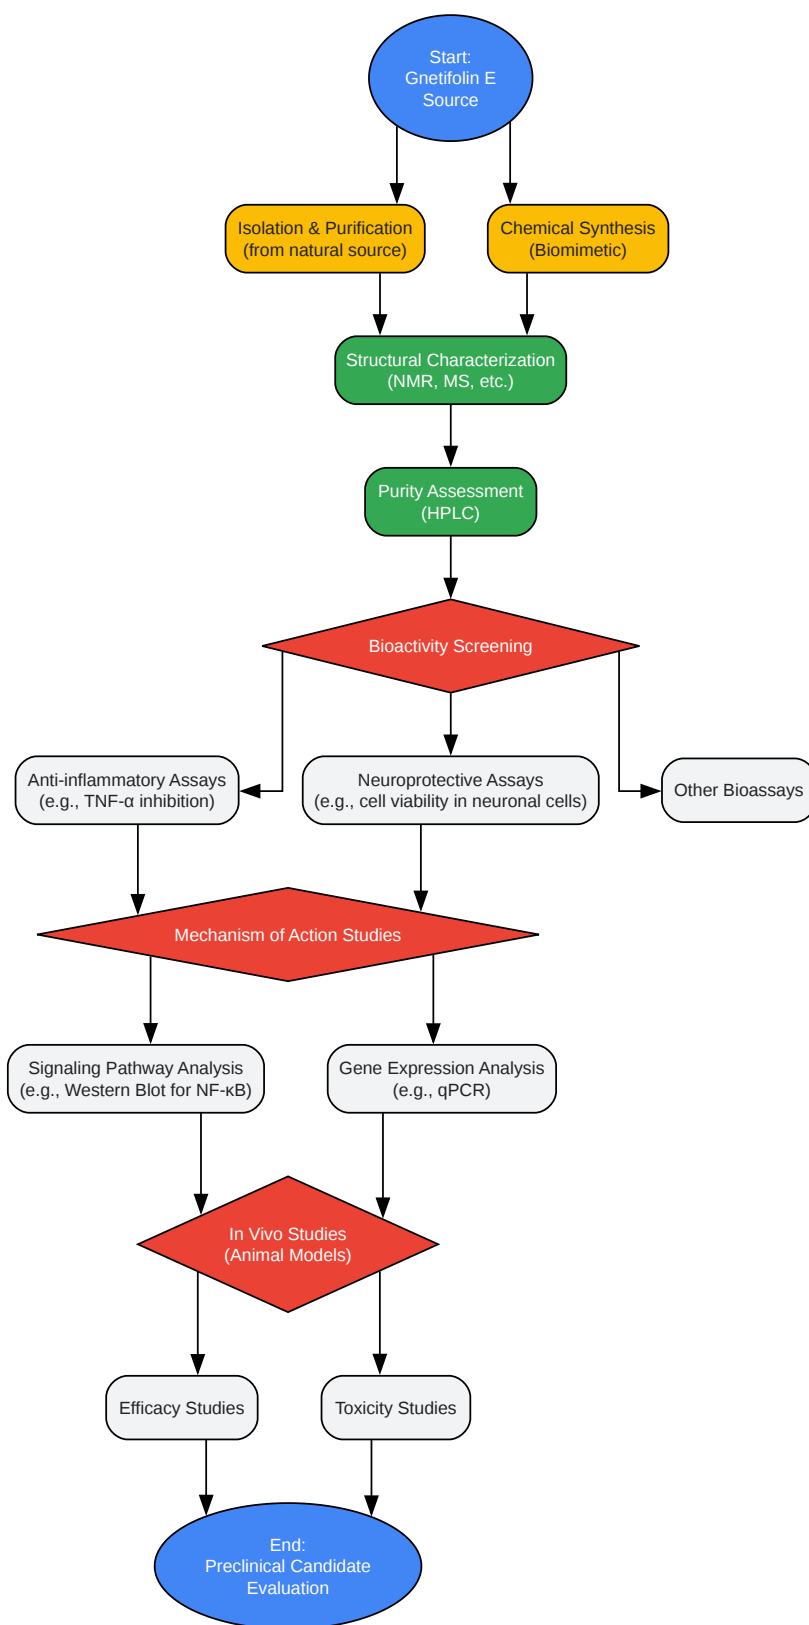 Start:
Gnetifolin E
Source
Isolation & Purification
(from natural source)
Chemical Synthesis
(Biomimetic)
Structural Characterization
(NMR, MS, etc.)
Purity Assessment
(HPLC)
Bioactivity Screening
Anti-inflammatory Assays
(e.g., TNF-α inhibition)
Neuroprotective Assays
(e.g., cell viability in neuronal cells)
Other Bioassays
Mechanism of Action Studies
Signaling Pathway Analysis
(e.g., Western Blot for NF-κB)
Gene Expression Analysis
(e.g., qPCR)
In Vivo Studies
(Animal Models)
Efficacy Studies
Toxicity Studies
End:
Preclinical Candidate
Evaluation